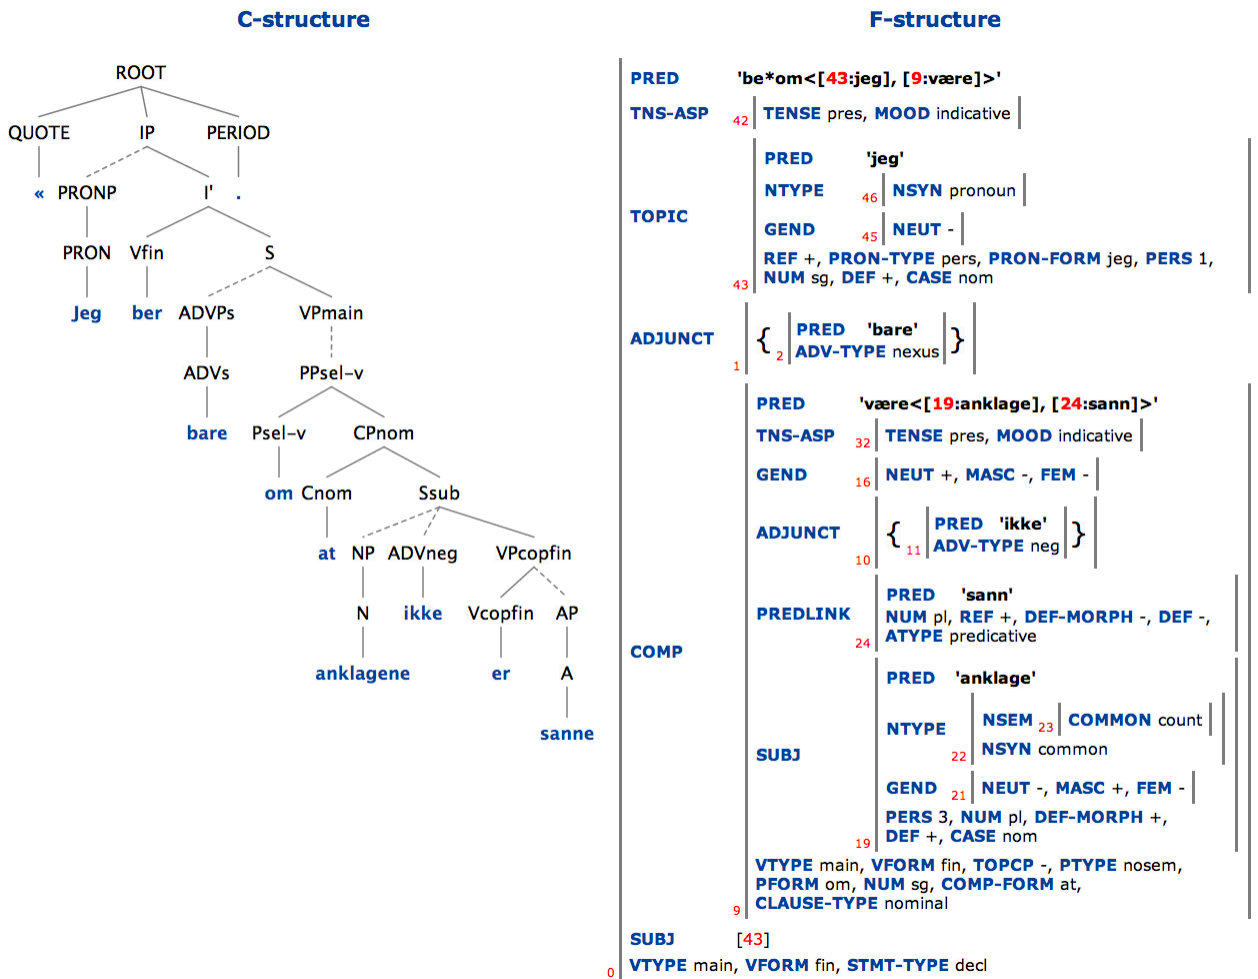 C-structure
ROOT
QUOTE IP PERIOD
« PRONP I' .
PRON Vfin S
Jeg ber ADVPs VPmain
ADVs PPsel-v
bare Psel-v CPnom
om Cnom Ssub
at NP ADVneg VPcopfin
N ikke Vcopfin AP
anklagene er A
sanne
F-structure
PRED 'be*om<[43:jeg], [9:være]>'
TNS-ASP 42 TENSE pres, MOOD indicative
TOPIC
PRED 'jeg'
NTYPE 46 NSYN pronoun
GEND 45 NEUT -
REF +, PRON-TYPE pers, PRON-FORM jeg, PERS 1,
43 NUM sg, DEF +, CASE nom
ADJUNCT 1 { 2 PRED 'bare'
ADV-TYPE nexus }
COMP
PRED 'være<[19:anklage], [24:sann]>'
TNS-ASP 32 TENSE pres, MOOD indicative
GEND 16 NEUT +, MASC -, FEM -
ADJUNCT 10 { 11 PRED 'ikke'
ADV-TYPE neg }
PREDLINK 24
PRED 'sann'
NUM pl, REF +, DEF-MORPH -, DEF -,
ATYPE predicative
SUBJ
PRED 'anklage'
NTYPE 22 NSEM 23 COMMON count
NSYN common
GEND 21 NEUT -, MASC +, FEM -
PERS 3, NUM pl, DEF-MORPH +,
19 DEF +, CASE nom
VTYPE main, VFORM fin, TOPCP -, PTYPE nosem,
PFORM om, NUM sg, COMP-FORM at,
9 CLAUSE-TYPE nominal
SUBJ [43]
0 VTYPE main, VFORM fin, STMT-TYPE decl